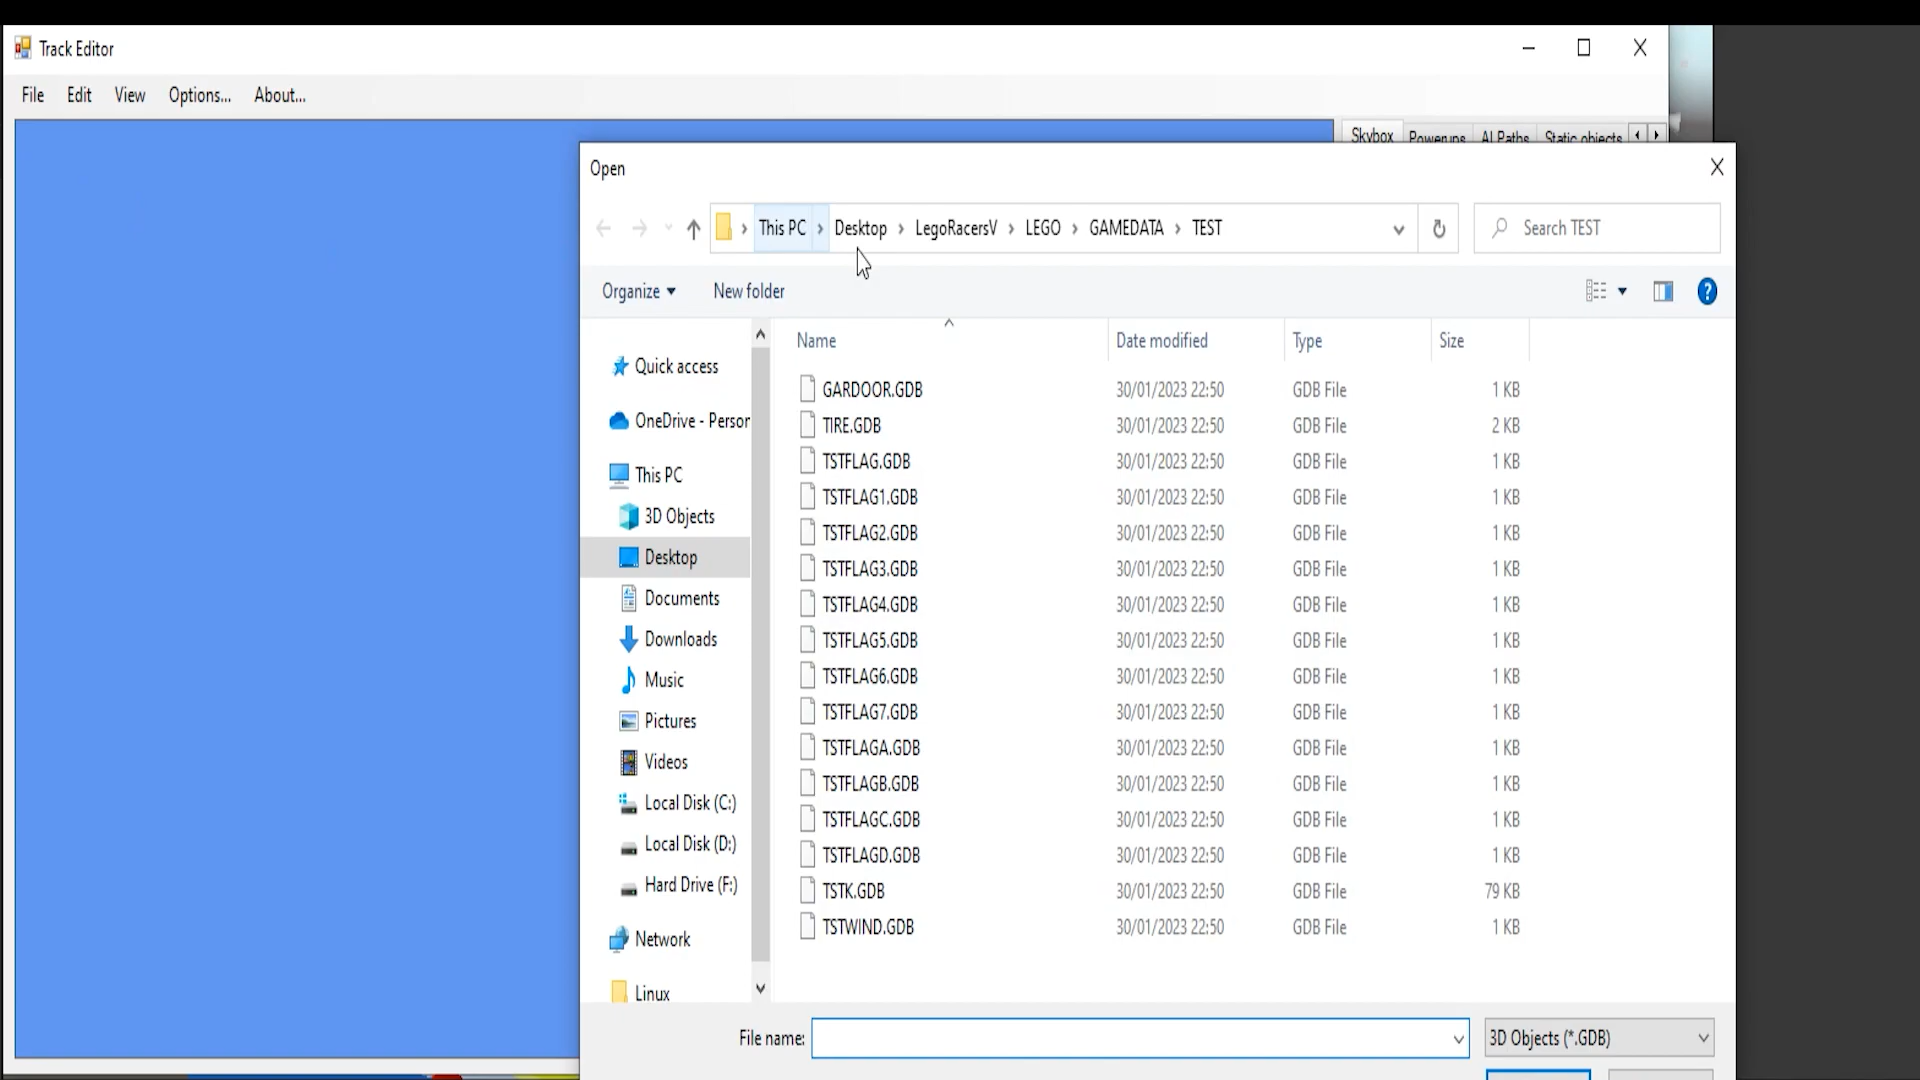 Track Editor
File Edit View Options... About...
Skybox Powerups AI Paths Static objects
Open
This PC Desktop LegoRacersV LEGO GAMEDATA TEST
Search TEST
Organize New folder
Name Date modified Type Size
Quick access
OneDrive - Person
This PC
3D Objects
Desktop
Documents
Downloads
Music
Pictures
Videos
Local Disk (C:)
Local Disk (D:)
Hard Drive (F:)
Network
Linux
GARDOOR.GDB 30/01/2023 22:50 GDB File 1 KB
TIRE.GDB 30/01/2023 22:50 GDB File 2 KB
TSTFLAG.GDB 30/01/2023 22:50 GDB File 1 KB
TSTFLAG1.GDB 30/01/2023 22:50 GDB File 1 KB
TSTFLAG2.GDB 30/01/2023 22:50 GDB File 1 KB
TSTFLAG3.GDB 30/01/2023 22:50 GDB File 1 KB
TSTFLAG4.GDB 30/01/2023 22:50 GDB File 1 KB
TSTFLAG5.GDB 30/01/2023 22:50 GDB File 1 KB
TSTFLAG6.GDB 30/01/2023 22:50 GDB File 1 KB
TSTFLAG7.GDB 30/01/2023 22:50 GDB File 1 KB
TSTFLAGA.GDB 30/01/2023 22:50 GDB File 1 KB
TSTFLAGB.GDB 30/01/2023 22:50 GDB File 1 KB
TSTFLAGC.GDB 30/01/2023 22:50 GDB File 1 KB
TSTFLAGD.GDB 30/01/2023 22:50 GDB File 1 KB
TSTK.GDB 30/01/2023 22:50 GDB File 79 KB
TSTWIND.GDB 30/01/2023 22:50 GDB File 1 KB
File name: 3D Objects (*.GDB)